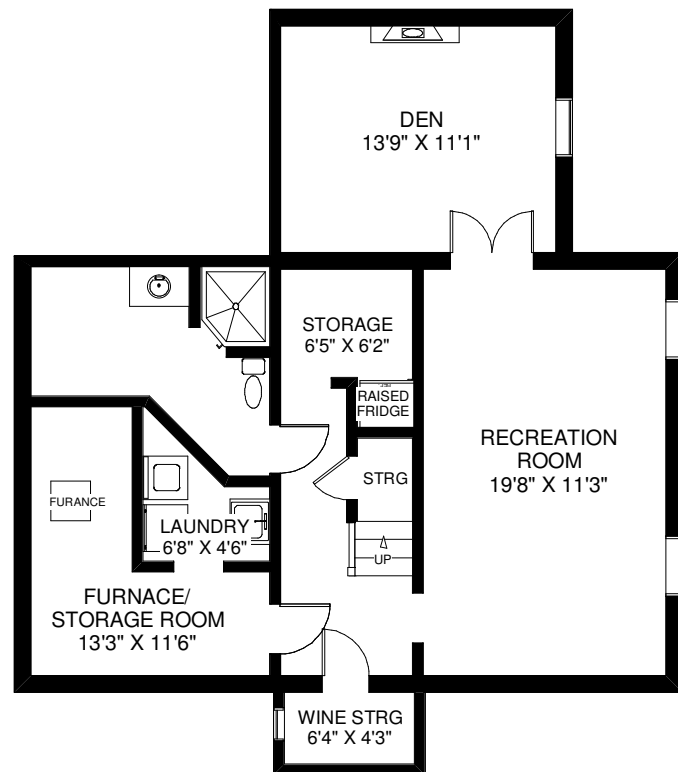 DEN
13'9" X 11'1"
STORAGE
6'5" X 6'2"
RAISED
FRIDGE
RECREATION
ROOM
19'8" X 11'3"
STRG
FURANCE
LAUNDRY
6'8" X 4'6"
UP
FURNACE/
STORAGE ROOM
13'3" X 11'6"
WINE STRG
6'4" X 4'3"